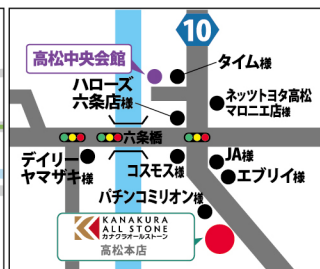 10
高松中央会館
タイム様
ハローズ
六条店様
ネッツトヨタ高松
マロニエ店様
六条橋
デイリー
ヤマザキ様
コスモス様
JA様
エブリイ様
パチンコミリオン様
KANAKURA
ALL STONE
カナクラオールストーン
高松本店